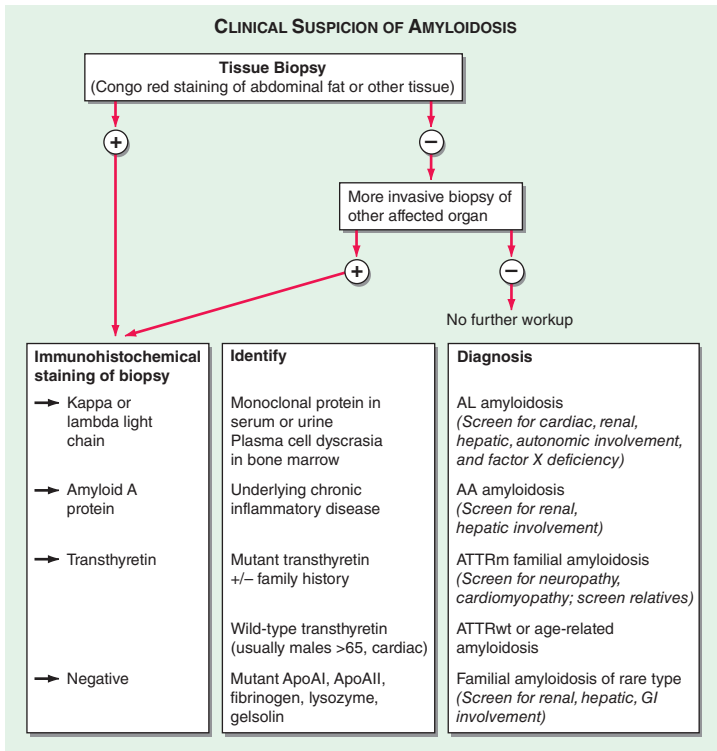 CLINICAL SUSPICION OF AMYLOIDOSIS
Tissue Biopsy
(Congo red staining of abdominal fat or other tissue)
+
−
More invasive biopsy of
other affected organ
+
−
No further workup
Immunohistochemical
staining of biopsy
Kappa or
lambda light
chain
Amyloid A
protein
Transthyretin
Negative
Identify
Monoclonal protein in
serum or urine
Plasma cell dyscrasia
in bone marrow
Underlying chronic
inflammatory disease
Mutant transthyretin
+/− family history
Wild-type transthyretin
(usually males >65, cardiac)
Mutant ApoAI, ApoAII,
fibrinogen, lysozyme,
gelsolin
Diagnosis
AL amyloidosis
(Screen for cardiac, renal,
hepatic, autonomic involvement,
and factor X deficiency)
AA amyloidosis
(Screen for renal,
hepatic involvement)
ATTRm familial amyloidosis
(Screen for neuropathy,
cardiomyopathy; screen relatives)
ATTRwt or age-related
amyloidosis
Familial amyloidosis of rare type
(Screen for renal, hepatic, GI
involvement)